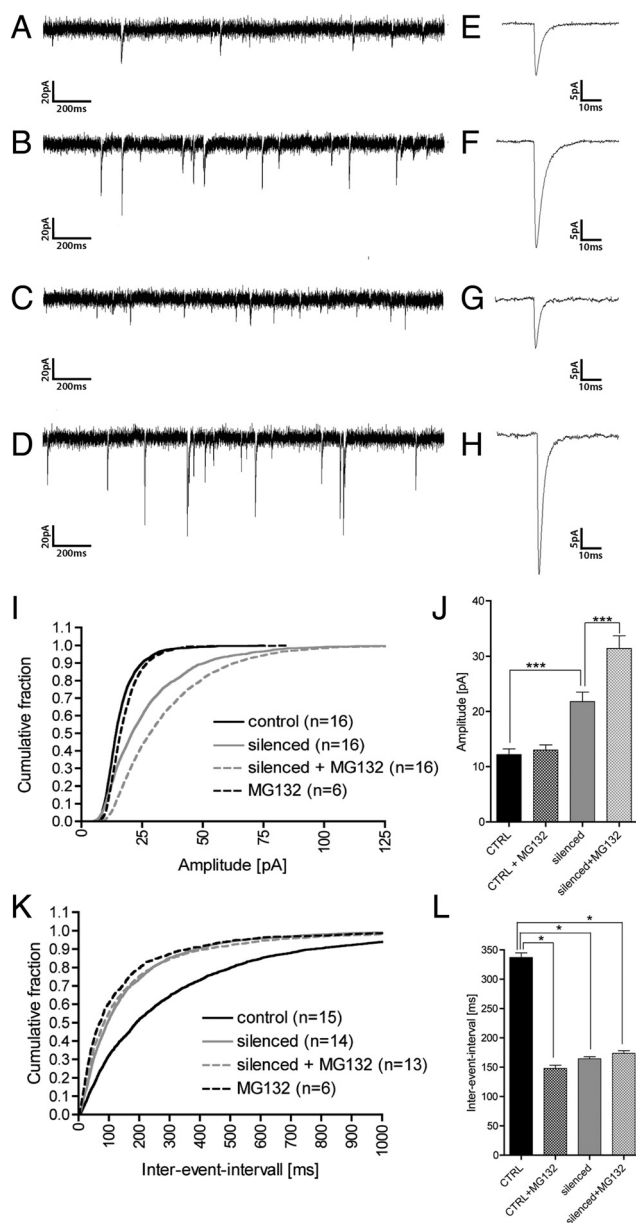 A
20pA
200ms
E
5pA
10ms
B
20pA
200ms
F
5pA
10ms
C
20pA
200ms
G
5pA
10ms
D
20pA
200ms
H
5pA
10ms
I
Cumulative fraction
1.1
1.0
0.9
0.8
0.7
0.6
0.5
0.4
0.3
0.2
0.1
0.0
control (n=16)
silenced (n=16)
silenced + MG132 (n=16)
MG132 (n=6)
0 25 50 75 100 125
Amplitude [pA]
J
Amplitude [pA]
40
30
20
10
0
***
***
CTRL
CTRL + MG132
silenced
silenced+MG132
K
Cumulative fraction
1.1
1.0
0.9
0.8
0.7
0.6
0.5
0.4
0.3
0.2
0.1
0.0
control (n=15)
silenced (n=14)
silenced + MG132 (n=13)
MG132 (n=6)
0 100 200 300 400 500 600 700 800 900 1000
Inter-event-intervall [ms]
L
Inter-event-interval [ms]
350
300
250
200
150
100
50
0
*
*
*
CTRL
CTRL+MG132
silenced
silenced+MG132